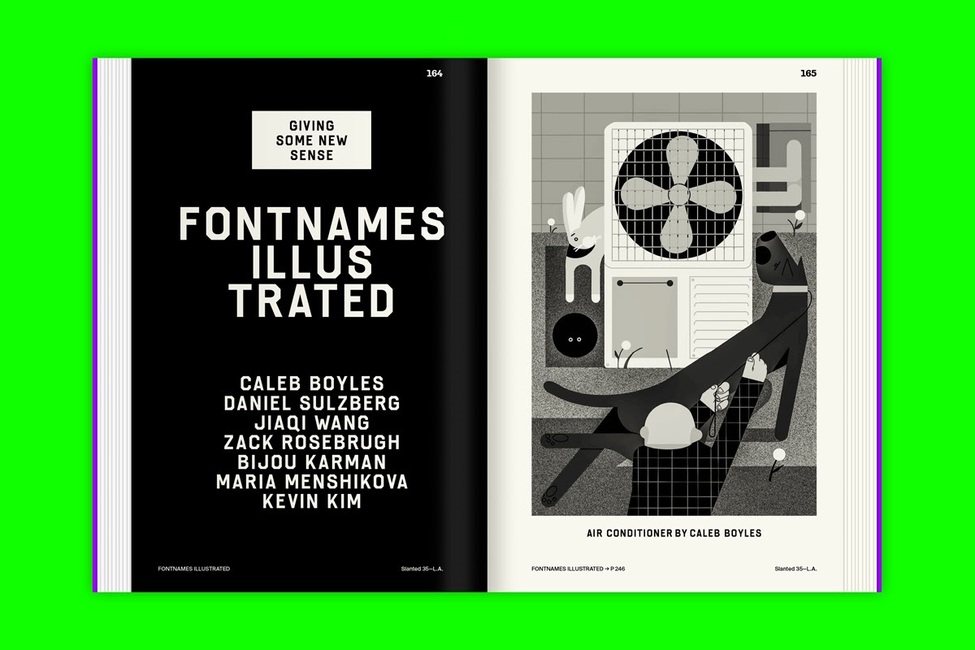 164
GIVING
SOME NEW
SENSE
FONTNAMES
ILLUS
TRATED
CALEB BOYLES
DANIEL SULZBERG
JIAQI WANG
ZACK ROSEBRUGH
BIJOU KARMAN
MARIA MENSHIKOVA
KEVIN KIM
FONTNAMES ILLUSTRATED
Slanted 35—L.A.
165
AIR CONDITIONER BY CALEB BOYLES
FONTNAMES ILLUSTRATED → P 246
Slanted 35—L.A.